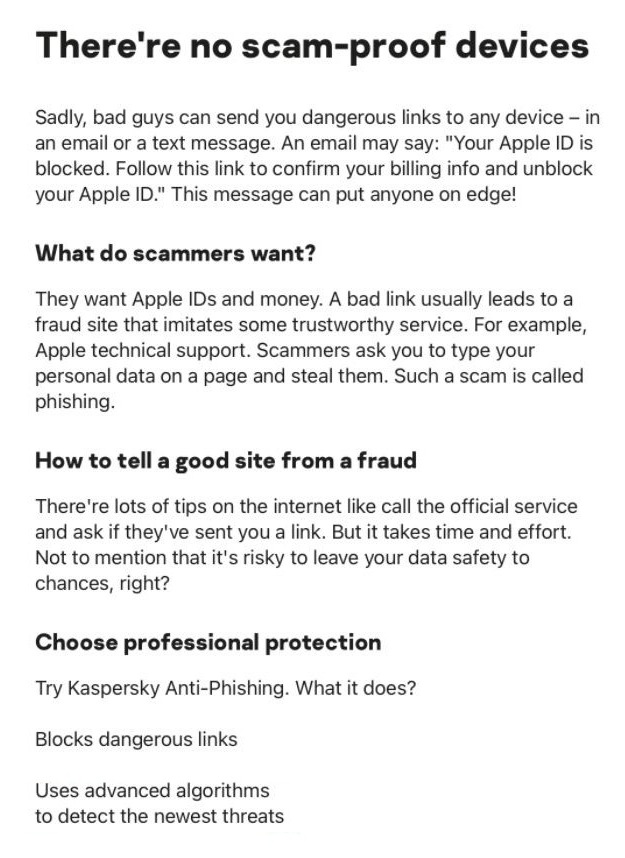 There're no scam-proof devices
Sadly, bad guys can send you dangerous links to any device – in
an email or a text message. An email may say: "Your Apple ID is
blocked. Follow this link to confirm your billing info and unblock
your Apple ID." This message can put anyone on edge!
What do scammers want?
They want Apple IDs and money. A bad link usually leads to a
fraud site that imitates some trustworthy service. For example,
Apple technical support. Scammers ask you to type your
personal data on a page and steal them. Such a scam is called
phishing.
How to tell a good site from a fraud
There're lots of tips on the internet like call the official service
and ask if they've sent you a link. But it takes time and effort.
Not to mention that it's risky to leave your data safety to
chances, right?
Choose professional protection
Try Kaspersky Anti-Phishing. What it does?
Blocks dangerous links
Uses advanced algorithms
to detect the newest threats